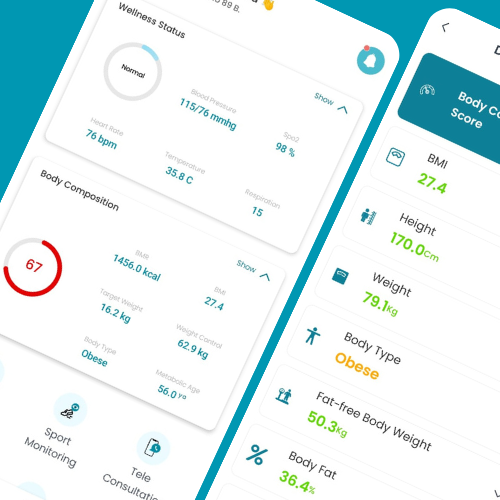 Wellness Status
Normal
Show
Blood Pressure
115/76 mmhg
Spo2
98 %
Heart Rate
76 bpm
Temperature
35.8 C
Respiration
15
Body Composition
67
Show
BMR
1456.0 kcal
BMI
27.4
Target Weight
16.2 kg
Weight Control
62.9 kg
Body Type
Obese
Metabolic Age
56.0 yo
Sport
Monitoring
Tele
Body Co
Score
BMI
27.4
Height
170.0Cm
Weight
79.1Kg
Body Type
Obese
Fat-free Body Weight
50.3Kg
Body Fat
36.4%